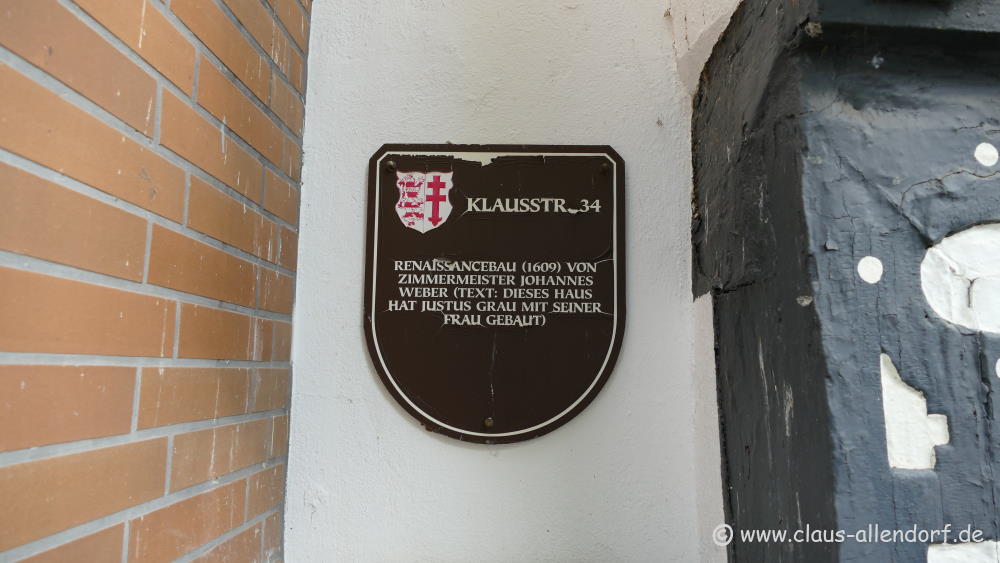 KLAUSSTR. 34
RENAISSANCEBAU (1609) VON
ZIMMERMEISTER JOHANNES
WEBER (TEXT: DIESES HAUS
HAT JUSTUS GRAU MIT SEINER
FRAU GEBAUT)
© www.claus-allendorf.de